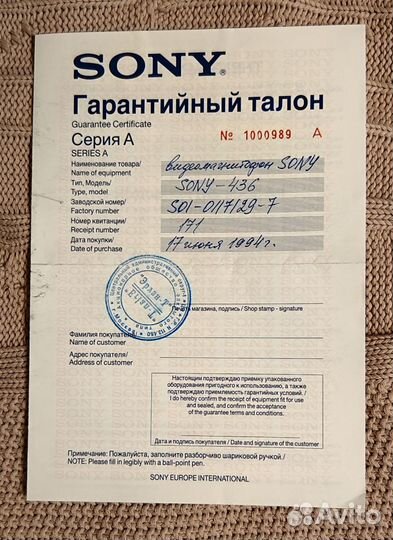 SONY®
Гарантийный талон
Guarantee Certificate
Серия А
SERIES A
№ 1000989 А
Наименование товара/ видеомагнитофон SONY
Name of equipment
Тип, Модель/ SONY-436
Type, model
Заводской номер/ S01-0117129-7
Factory number
Номер квитанции/ 171
Receipt number
Дата покупки/ 17 июня 1994г.
Date of purchase
магазина, подпись / Shop stamp - signature
Фамилия покупателя/
Name of customer
Адрес покупателя/
Address of customer
Настоящим подтверждаю приемку упакованного
оборудования пригодного к использованию, а также
подтверждаю приемлемость гарантийных условий. /
I do hereby confirm the receipt of equipment fit for use
and sealed, and confirm the acceptance
of the guarantee terms and conditions.
Дата и подпись покупателя / Date and signature of the customer
Примечание: Пожалуйста, заполните разборчиво шариковой ручкой./
NOTE: Please fill in legibly with a ball-point pen.
SONY EUROPE INTERNATIONAL
Avito